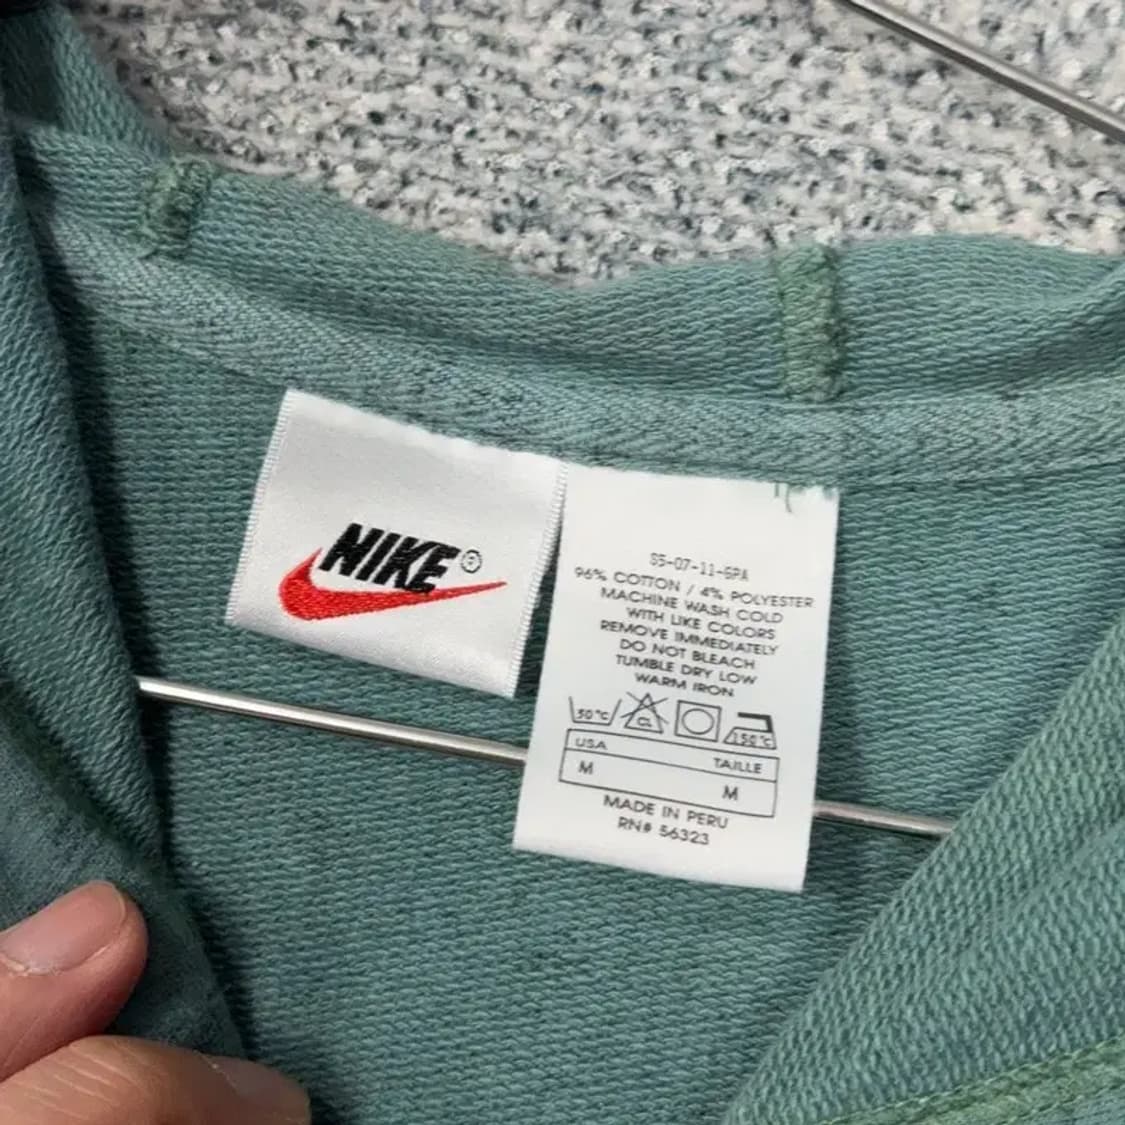 NIKE®
S5-07-11-6PA
96% COTTON / 4% POLYESTER
MACHINE WASH COLD
WITH LIKE COLORS
REMOVE IMMEDIATELY
DO NOT BLEACH
TUMBLE DRY LOW
WARM IRON
30°C CL 150°C
USA TAILLE
M M
MADE IN PERU
RN# 56323